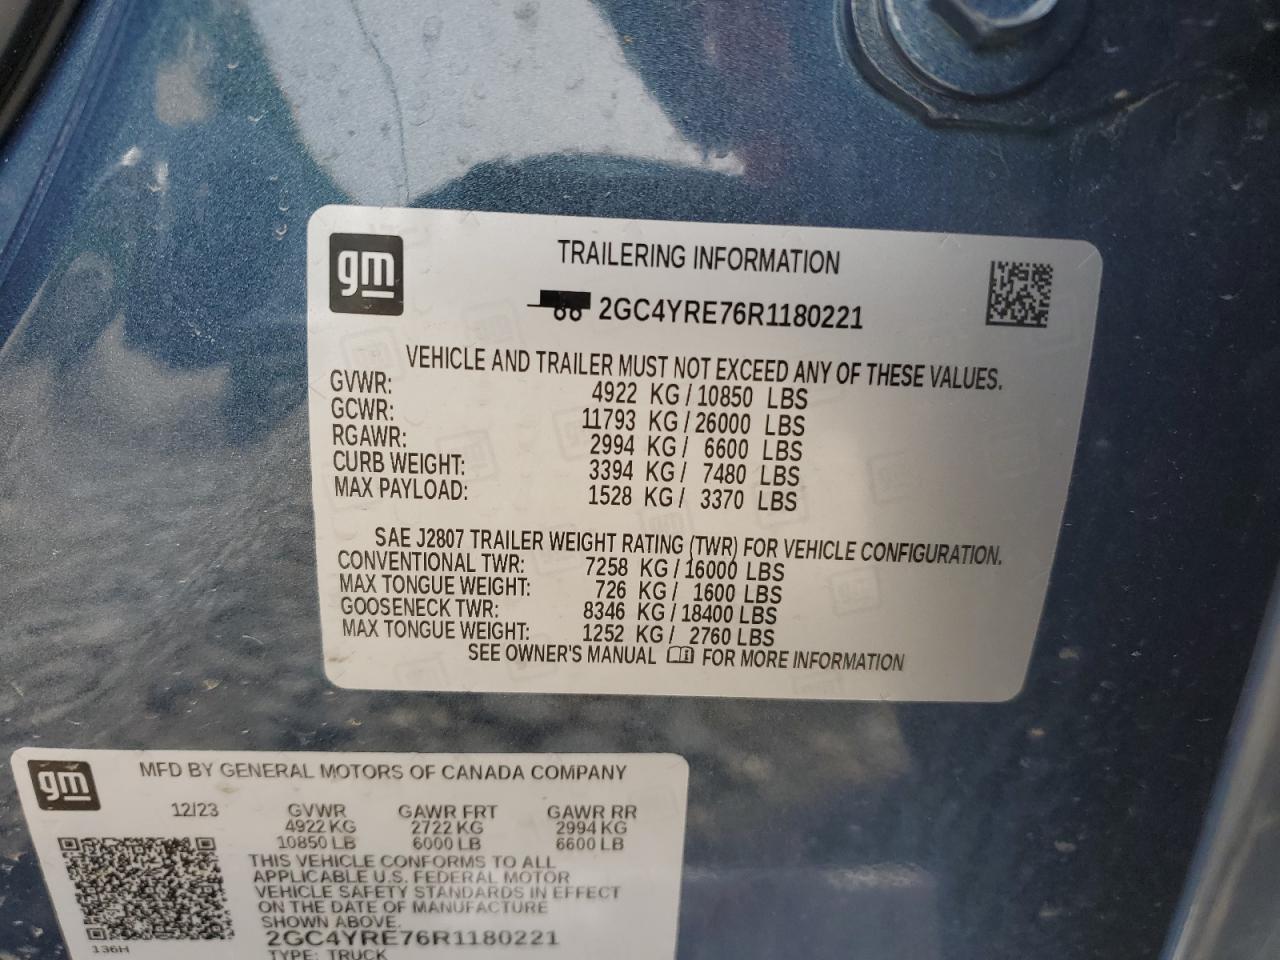 gm
TRAILERING INFORMATION
2GC4YRE76R1180221
VEHICLE AND TRAILER MUST NOT EXCEED ANY OF THESE VALUES.
GVWR: 4922 KG / 10850 LBS
GCWR: 11793 KG / 26000 LBS
RGAWR: 2994 KG / 6600 LBS
CURB WEIGHT: 3394 KG / 7480 LBS
MAX PAYLOAD: 1528 KG / 3370 LBS
SAE J2807 TRAILER WEIGHT RATING (TWR) FOR VEHICLE CONFIGURATION.
CONVENTIONAL TWR: 7258 KG / 16000 LBS
MAX TONGUE WEIGHT: 726 KG / 1600 LBS
GOOSENECK TWR: 8346 KG / 18400 LBS
MAX TONGUE WEIGHT: 1252 KG / 2760 LBS
SEE OWNER'S MANUAL FOR MORE INFORMATION
gm
MFD BY GENERAL MOTORS OF CANADA COMPANY
12/23 GVWR GAWR FRT GAWR RR
4922 KG 2722 KG 2994 KG
10850 LB 6000 LB 6600 LB
THIS VEHICLE CONFORMS TO ALL
APPLICABLE U.S. FEDERAL MOTOR
VEHICLE SAFETY STANDARDS IN EFFECT
ON THE DATE OF MANUFACTURE
SHOWN ABOVE.
2GC4YRE76R1180221
136H
TYPE: TRUCK